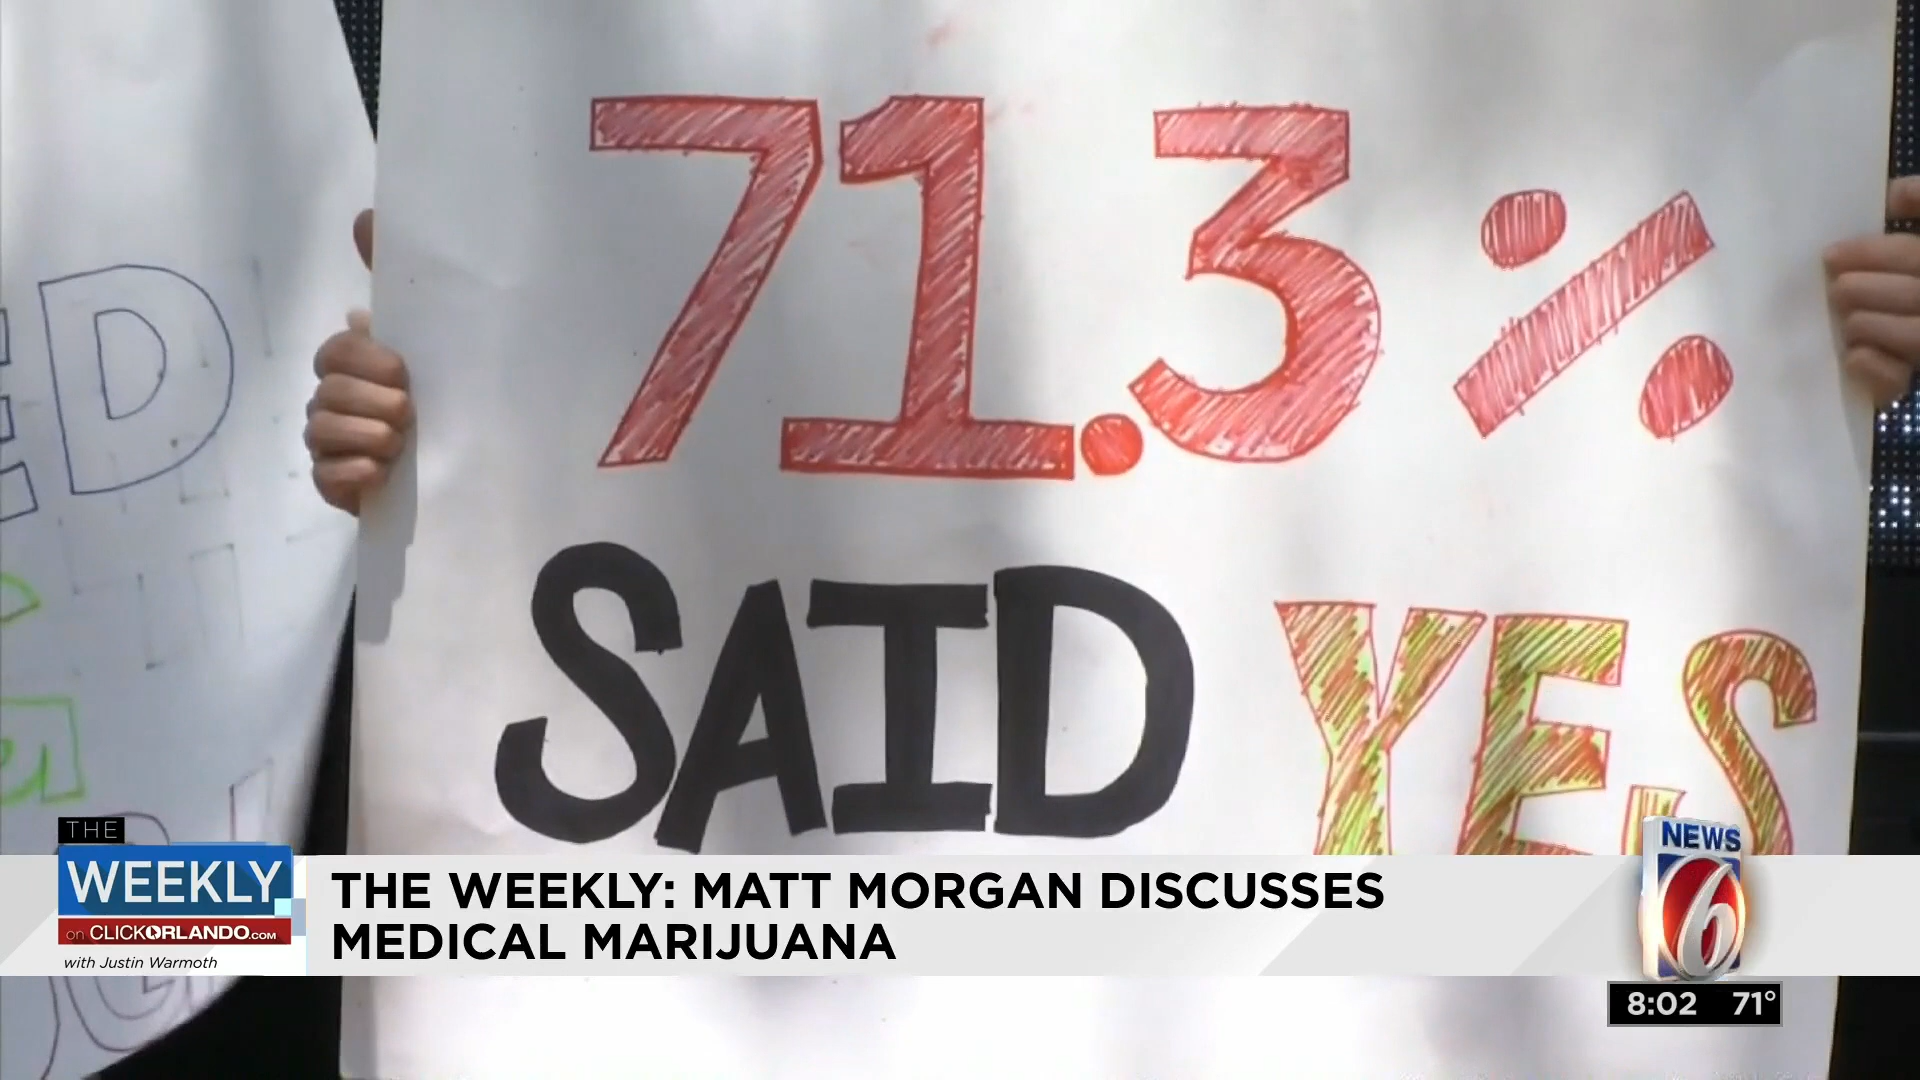 71.3%
SAID YES
ED
THE
WEEKLY
on CLICKORLANDO.COM
with Justin Warmoth
THE WEEKLY: MATT MORGAN DISCUSSES
MEDICAL MARIJUANA
NEWS
6
8:02 71°